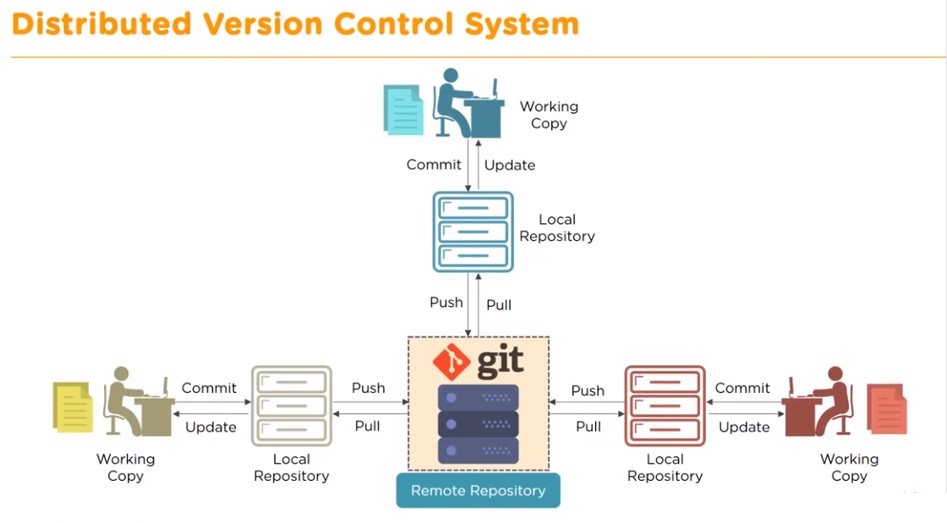 Distributed Version Control System
Working
Copy
Commit
Update
Local
Repository
Push
Pull
git
Commit
Update
Push
Pull
Push
Pull
Commit
Update
Working
Copy
Local
Repository
Remote Repository
Local
Repository
Working
Copy